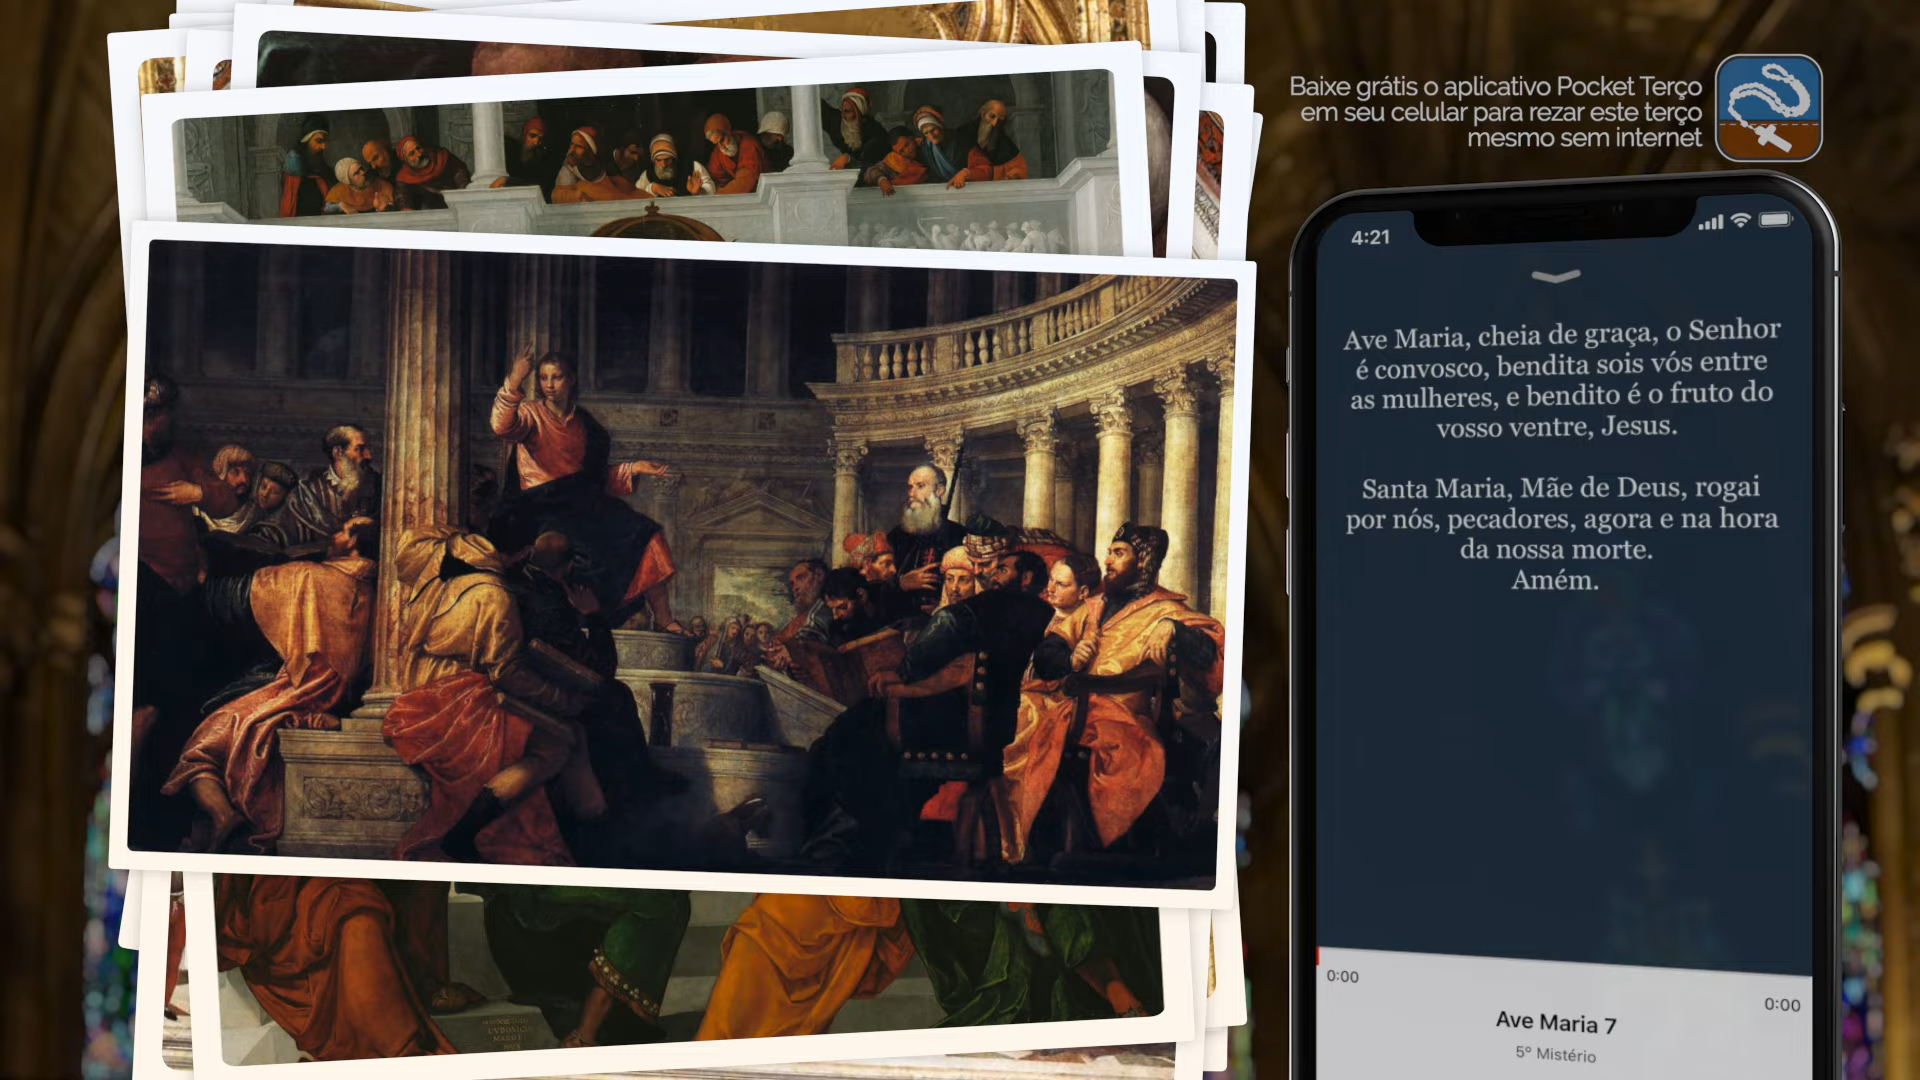 Baixe grátis o aplicativo Pocket Terço
em seu celular para rezar este terço
mesmo sem internet
4:21
Ave Maria, cheia de graça, o Senhor
é convosco, bendita sois vós entre
as mulheres, e bendito é o fruto do
vosso ventre, Jesus.
Santa Maria, Mãe de Deus, rogai
por nós, pecadores, agora e na hora
da nossa morte.
Amém.
0:00
0:00
Ave Maria 7
5º Mistério